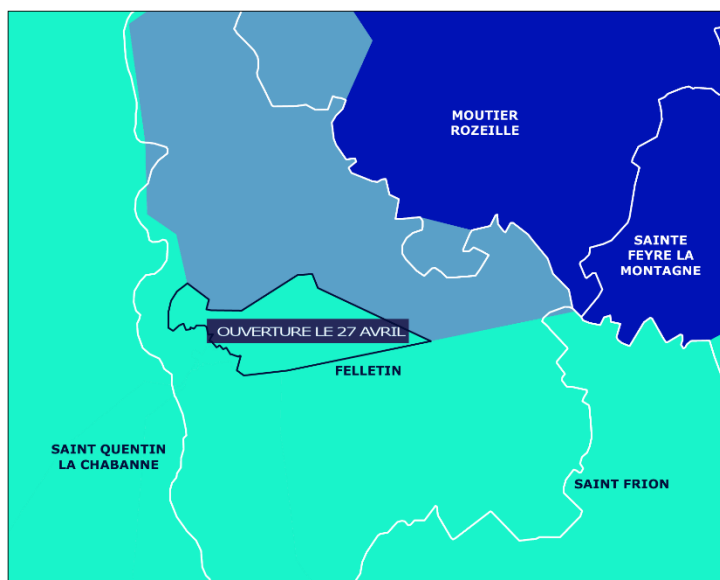 MOUTIER
ROZEILLE
SAINTE
FEYRE LA
MONTAGNE
OUVERTURE LE 27 AVRIL
FELLETIN
SAINT QUENTIN
LA CHABANNE
SAINT FRION